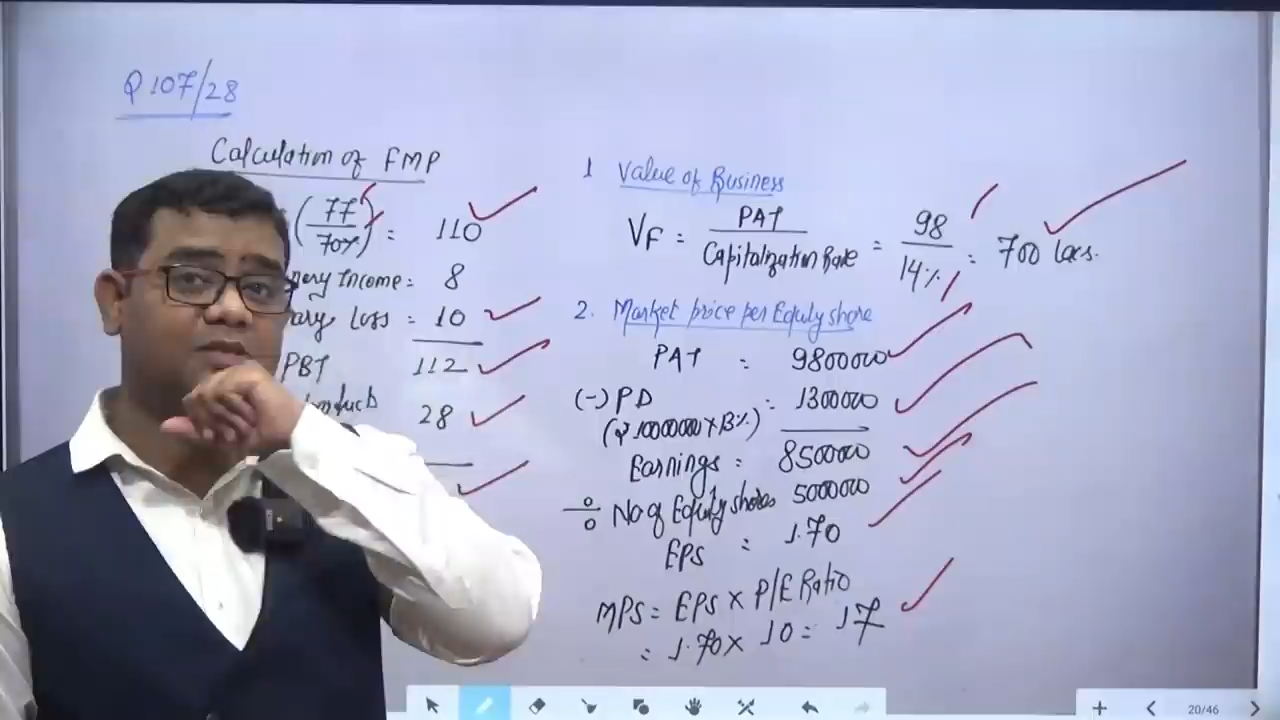 Q 107/28
Calculation of FMP
(77/70%) = 110
Income = 8
Loss = 10
PBT 112
28
1 Value of Business
VF = PAT/Capitalization Rate = 98/14% = 700 lacs.
2. Market price per Equity share
PAT = 9800000
(-) PD = 1300000
(₹ 10000000 X 13%)
Earnings = 8500000
÷ No of Equity shares 5000000
EPS = 1.70
MPS = EPS X P/E Ratio
= 1.70 X 10 = 17
20/46